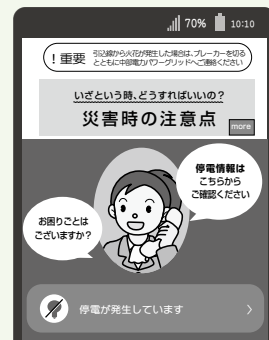 70% 10:10
！重要
引込線から火花が発生した場合は、ブレーカーを切る
とともに中部電力パワーグリッドへご連絡ください
いざという時、どうすればいいの？
災害時の注意点
more
停電情報は
こちらから
ご確認ください
お困りごとは
ございますか？
停電が発生しています